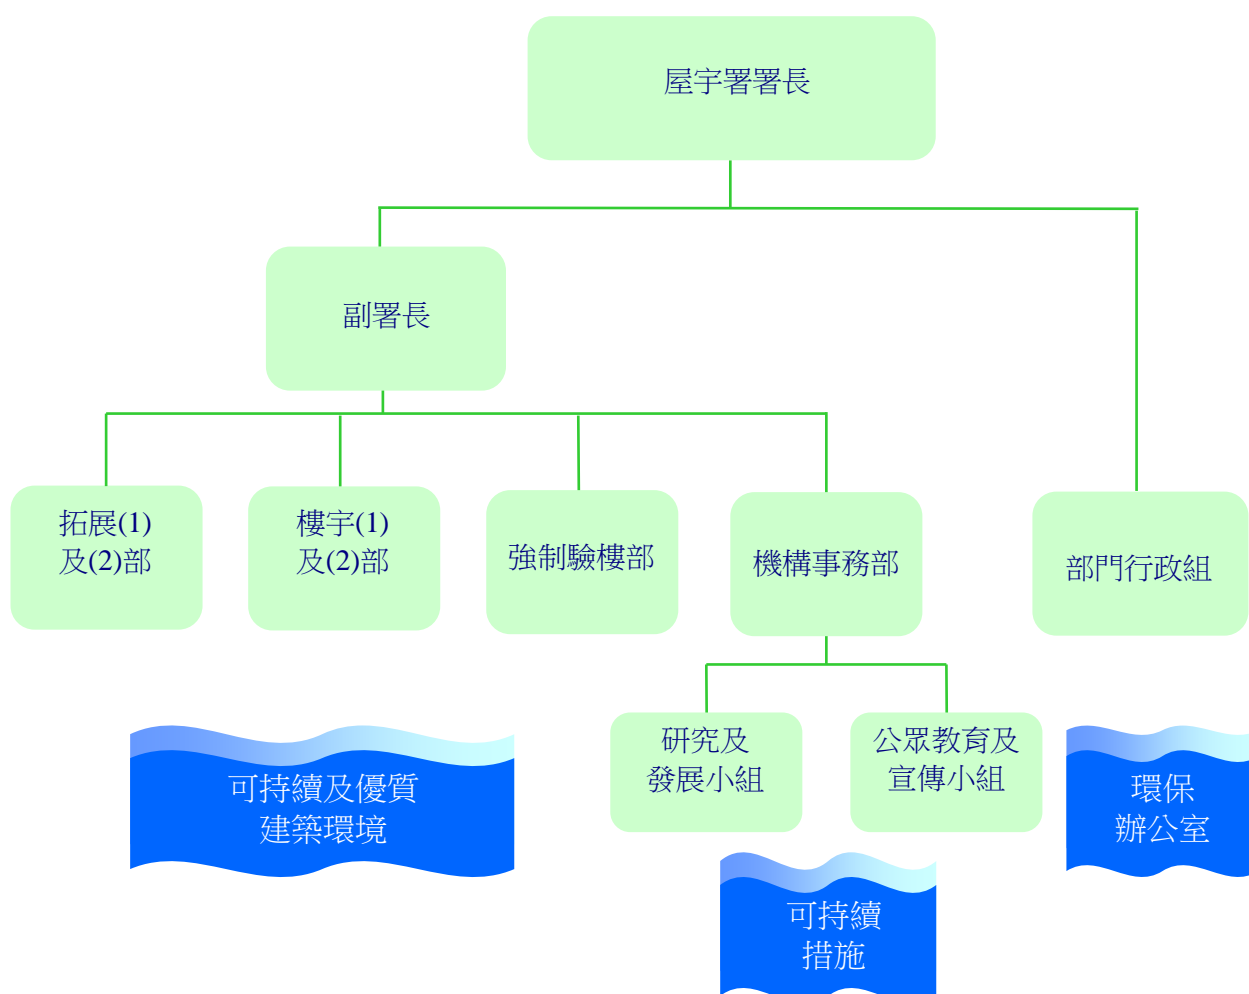 屋宇署署長
副署長
拓展(1)
及(2)部
樓宇(1)
及(2)部
強制驗樓部
機構事務部
部門行政組
研究及
發展小組
公眾教育及
宣傳小組
可持續及優質
建築環境
環保
辦公室
可持續
措施